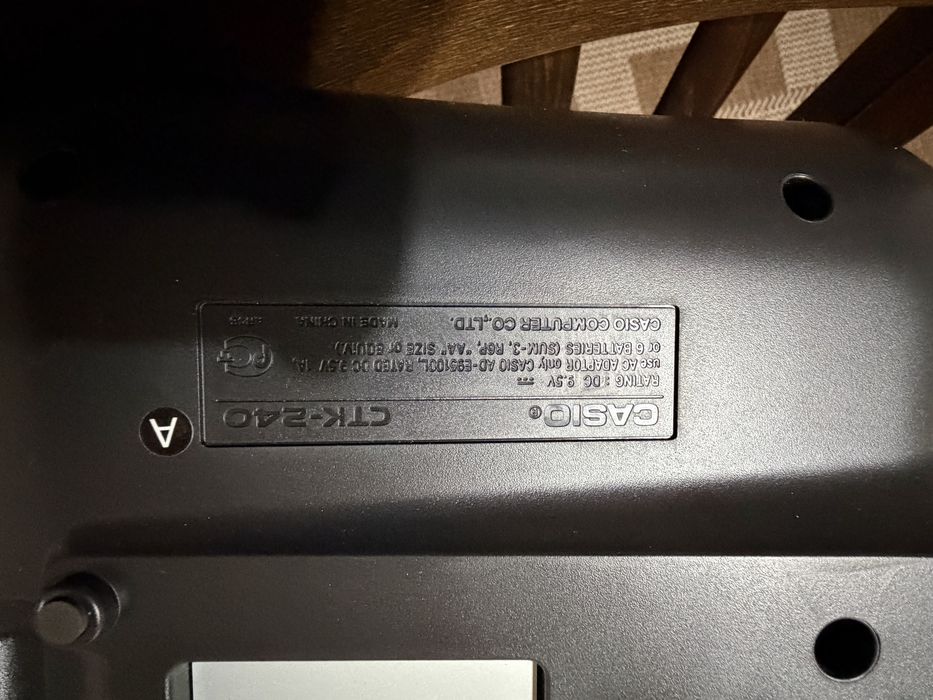 CASIO® CTK-240
RATING : DC 9.5V ⎓
use AC ADAPTOR only CASIO AD-E95100L, RATED DC 9.5V 1A),
or 6 BATTERIES (SUM-3, R6P, "AA" SIZE or EQUIV.).
CASIO COMPUTER CO.,LTD. MADE IN CHINA
A